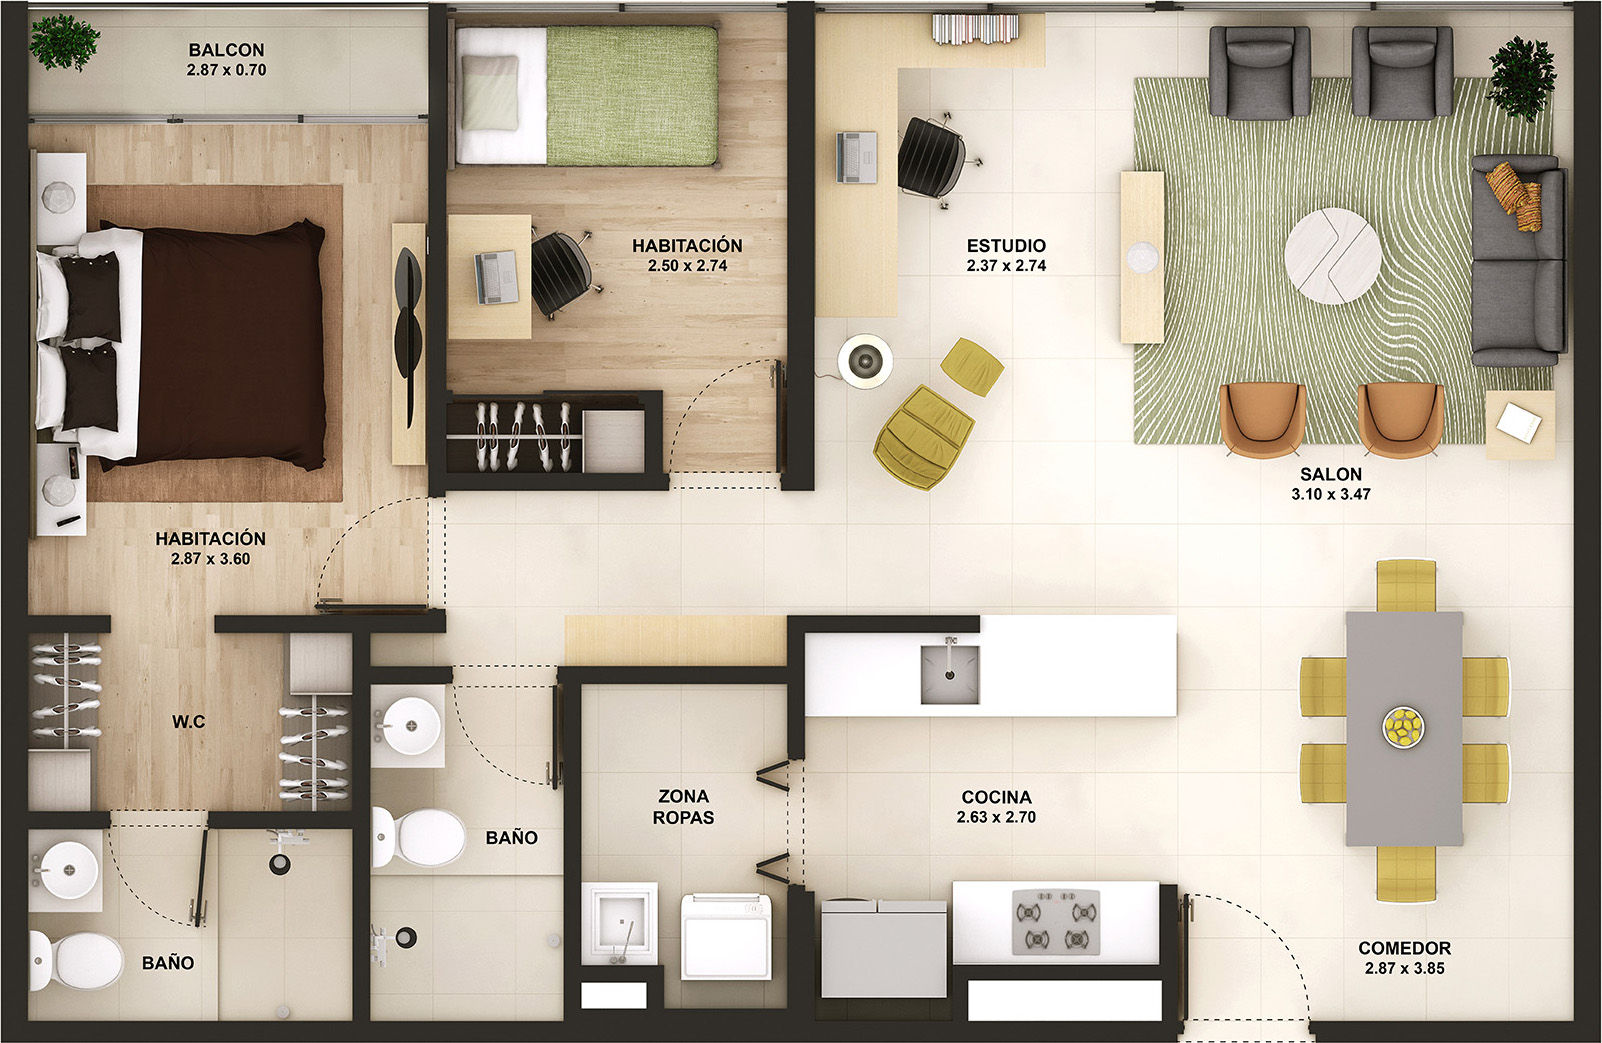 BALCON
2.87 x 0.70
HABITACIÓN
2.50 x 2.74
ESTUDIO
2.37 x 2.74
SALON
3.10 x 3.47
HABITACIÓN
2.87 x 3.60
W.C
ZONA
ROPAS
COCINA
2.63 x 2.70
BAÑO
BAÑO
COMEDOR
2.87 x 3.85